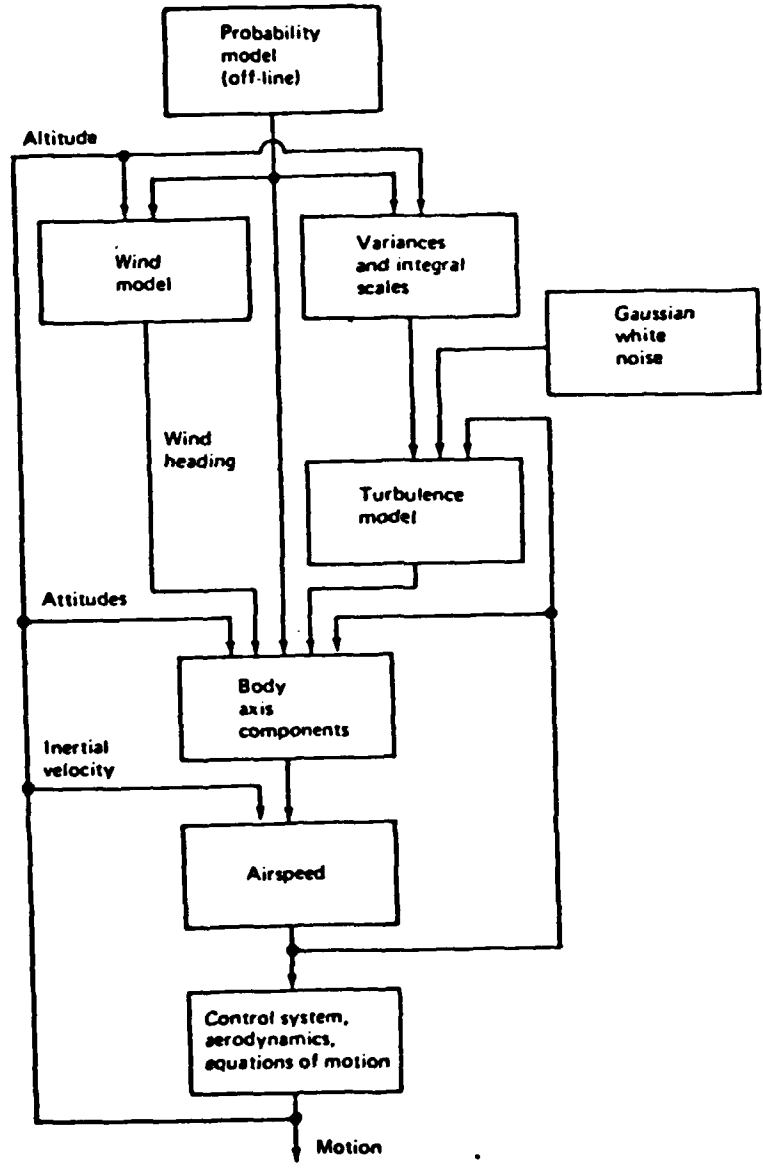 Probability
model
(off-line)
Altitude
Wind
model
Variances
and integral
scales
Gaussian
white
noise
Wind
heading
Turbulence
model
Attitudes
Body
axis
components
Inertial
velocity
Airspeed
Control system,
aerodynamics,
equations of motion
Motion